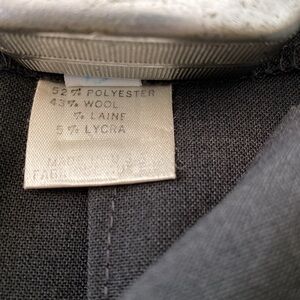 52% POLYESTER
43% WOOL
% LAINE
5% LYCRA